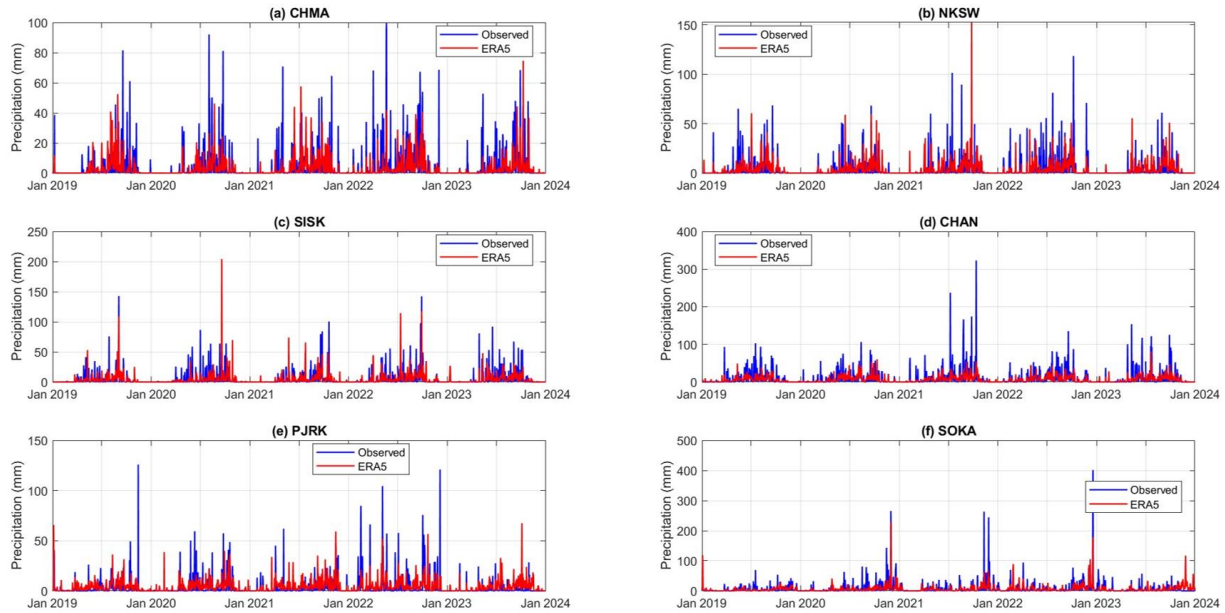 (a) CHMA
Precipitation (mm)
100
80
60
40
20
0
Observed
ERA5
Jan 2019 Jan 2020 Jan 2021 Jan 2022 Jan 2023 Jan 2024
(b) NKSW
Precipitation (mm)
150
100
50
0
Observed
ERA5
Jan 2019 Jan 2020 Jan 2021 Jan 2022 Jan 2023 Jan 2024
(c) SISK
Precipitation (mm)
250
200
150
100
50
0
Observed
ERA5
Jan 2019 Jan 2020 Jan 2021 Jan 2022 Jan 2023 Jan 2024
(d) CHAN
Precipitation (mm)
400
300
200
100
0
Observed
ERA5
Jan 2019 Jan 2020 Jan 2021 Jan 2022 Jan 2023 Jan 2024
(e) PJRK
Precipitation (mm)
150
100
50
0
Observed
ERA5
Jan 2019 Jan 2020 Jan 2021 Jan 2022 Jan 2023 Jan 2024
(f) SOKA
Precipitation (mm)
500
400
300
200
100
0
Observed
ERA5
Jan 2019 Jan 2020 Jan 2021 Jan 2022 Jan 2023 Jan 2024